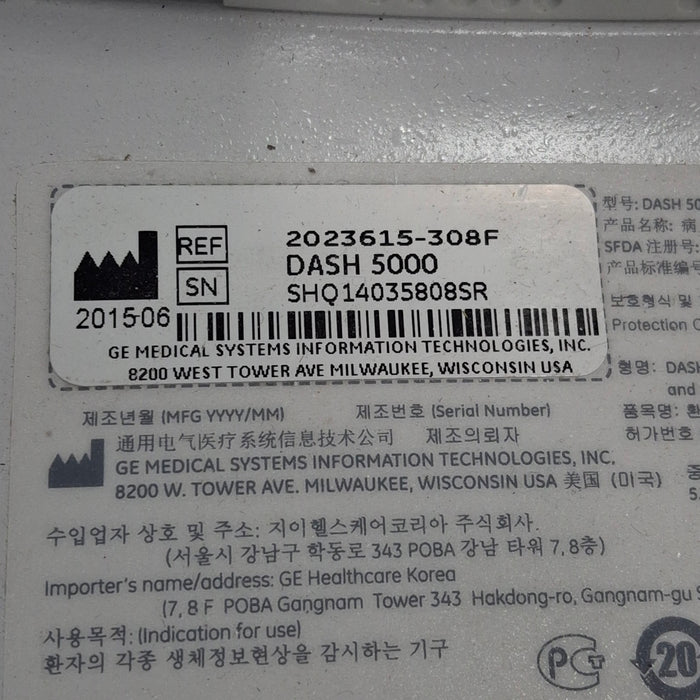 REF 2023615-308F
DASH 5000
SN SHQ14035808SR
2015-06
GE MEDICAL SYSTEMS INFORMATION TECHNOLOGIES, INC.
8200 WEST TOWER AVE MILWAUKEE, WISCONSIN USA
型号: DASH 50
产品名称: 病
SFDA 注册号:
产品标准编号
보호형식 및
Protection C
형명: DASH
and
품목명: 환
허가번호
제조년월 (MFG YYYY/MM) 제조번호 (Serial Number)
通用电气医疗系统信息技术公司 제조의뢰자
GE MEDICAL SYSTEMS INFORMATION TECHNOLOGIES, INC.
8200 W. TOWER AVE. MILWAUKEE, WISCONSIN USA 美国 (미국)
중
5.
수입업자 상호 및 주소: 지이헬스케어코리아 주식회사.
(서울시 강남구 학동로 343 POBA 강남 타워 7, 8층)
Importer's name/address: GE Healthcare Korea
(7, 8 F POBA Gangnam Tower 343 Hakdong-ro, Gangnam-gu S
사용목적: (Indication for use)
환자의 각종 생체정보현상을 감시하는 기구
20